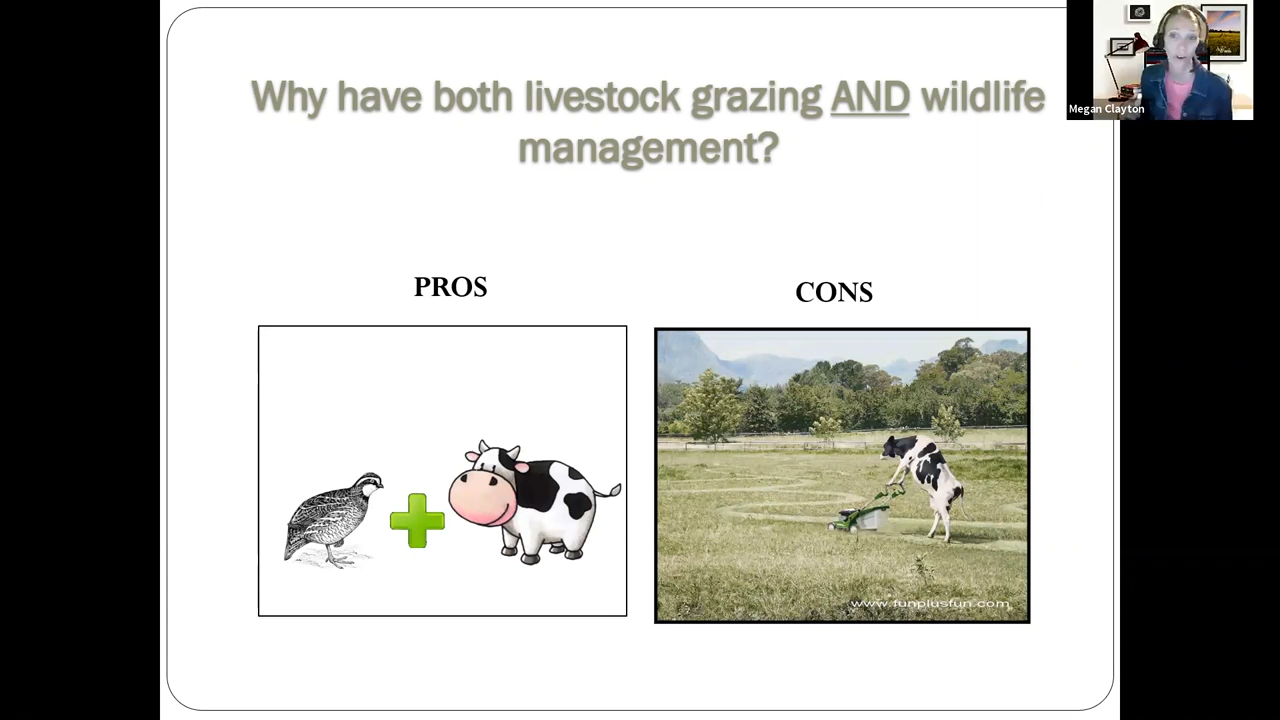 Why have both livestock grazing AND wildlife
management?
Megan Clayton
PROS
CONS
www.funplusfun.com